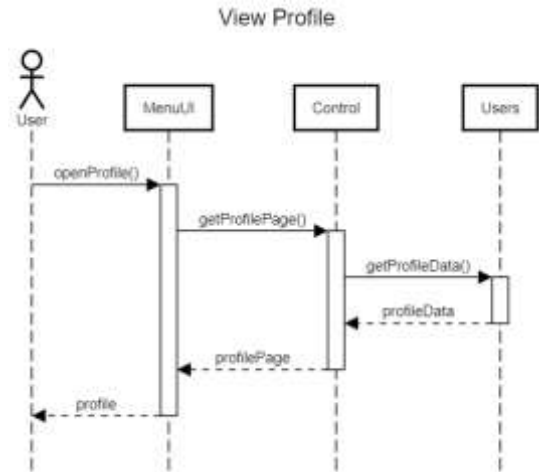 View Profile
User
MenuUI
Control
Users
openProfile()
getProfilePage()
getProfileData()
profileData
profilePage
profile